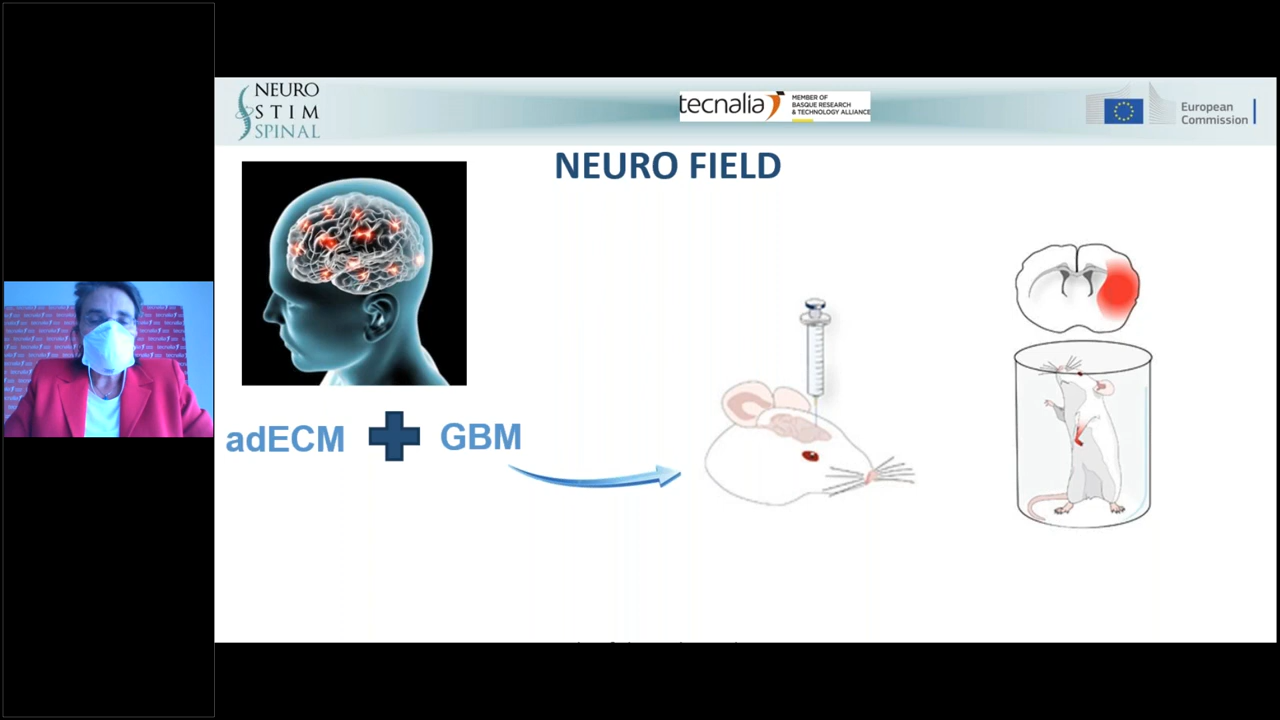 NEURO
STIM
SPINAL
tecnalia
MEMBER OF
BASQUE RESEARCH
& TECHNOLOGY ALLIANCE
European
Commission
NEURO FIELD
adECM
GBM